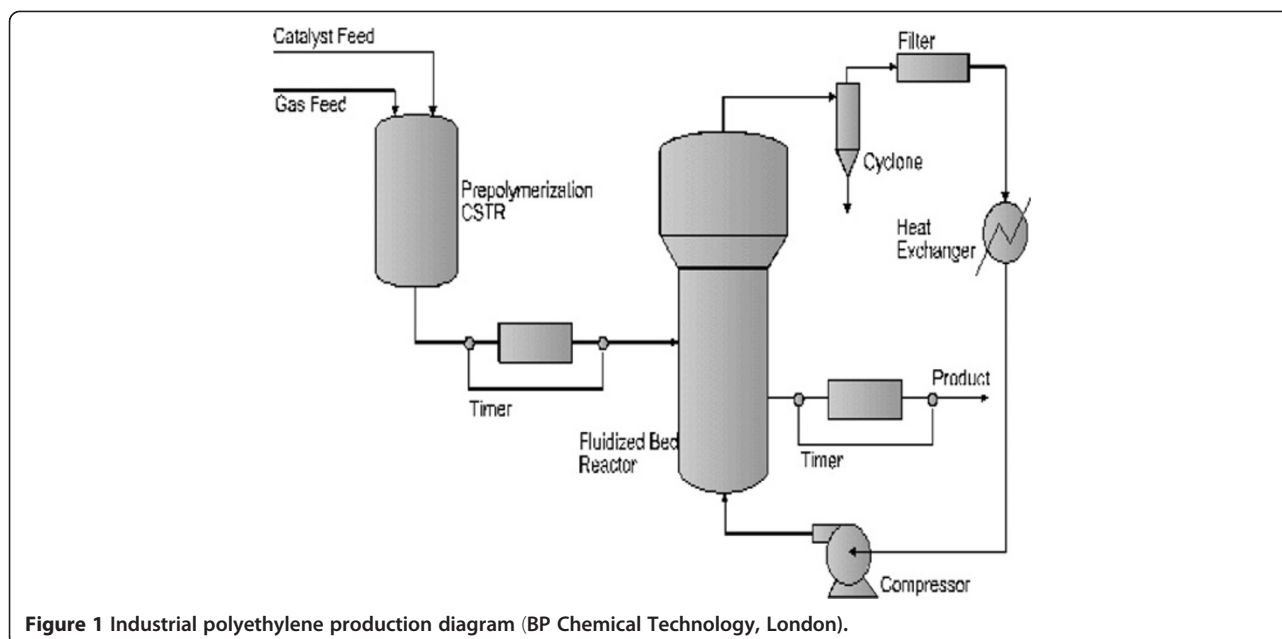 Catalyst Feed
Gas Feed
Prepolymerization
CSTR
Timer
Fluidized Bed
Reactor
Filter
Cyclone
Heat
Exchanger
Product
Timer
Compressor
Figure 1 Industrial polyethylene production diagram (BP Chemical Technology, London).